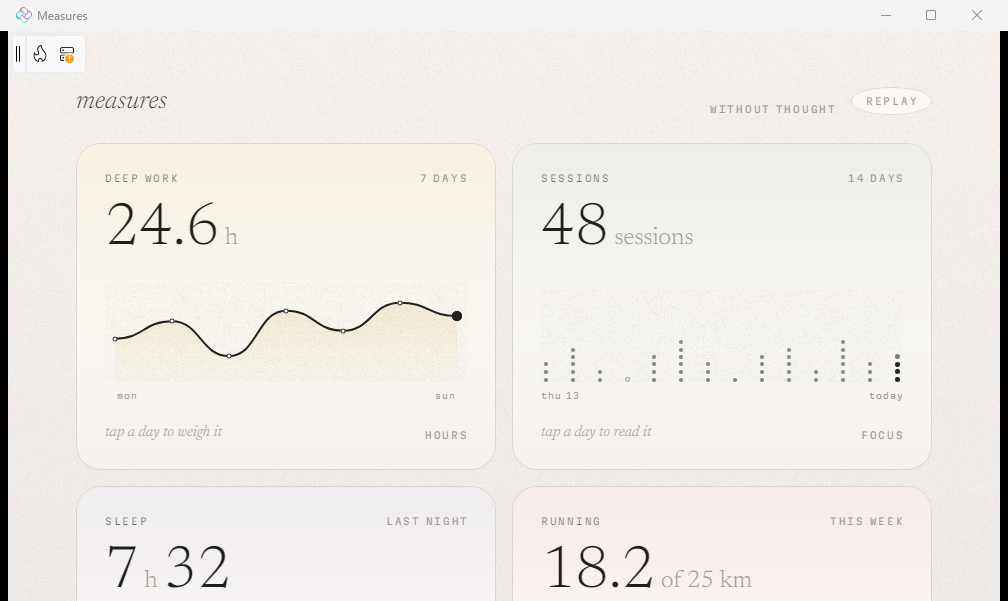 Measures
measures
WITHOUT THOUGHT
REPLAY
DEEP WORK
7 DAYS
24.6 h
mon
sun
tap a day to weigh it
HOURS
SESSIONS
14 DAYS
48 sessions
thu 13
today
tap a day to read it
FOCUS
SLEEP
LAST NIGHT
7 h 32
RUNNING
THIS WEEK
18.2 of 25 km